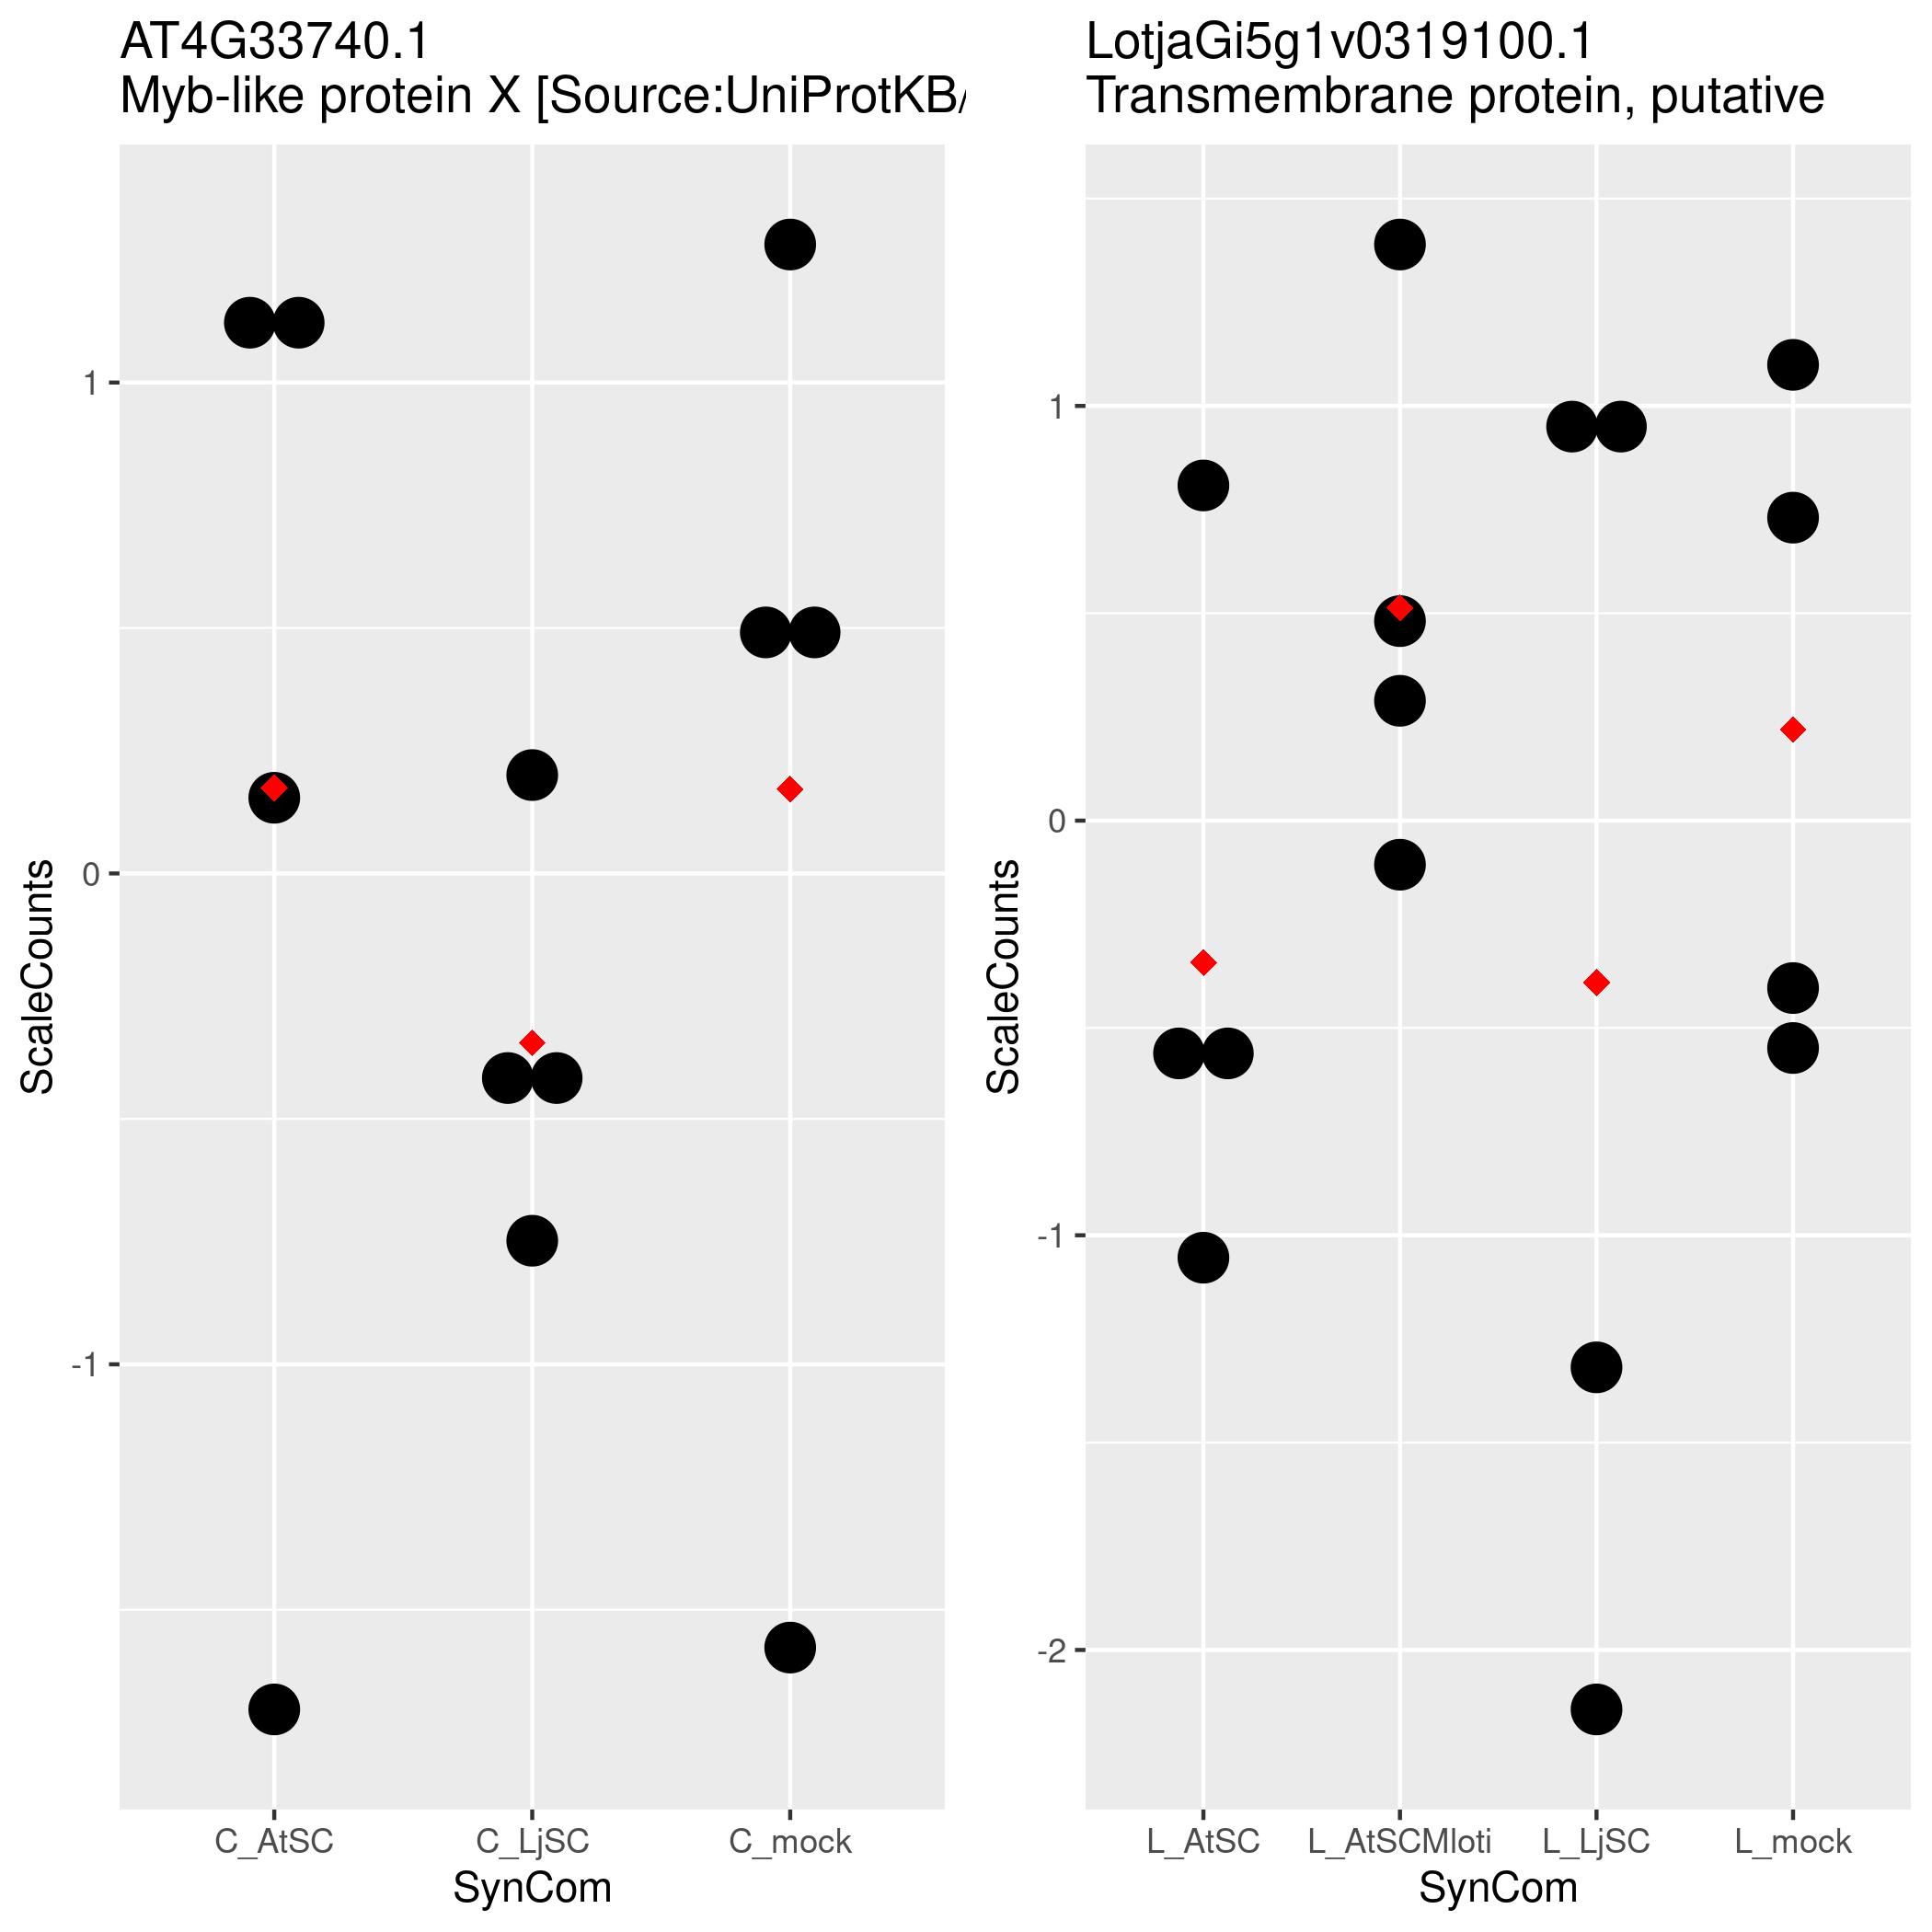 AT4G33740.1
Myb-like protein X [Source:UniProtKB/
ScaleCounts
1
0
-1
C_AtSC C_LjSC C_mock
SynCom
LotjaGi5g1v0319100.1
Transmembrane protein, putative
ScaleCounts
1
0
-1
-2
L_AtSC L_AtSCMloti L_LjSC L_mock
SynCom